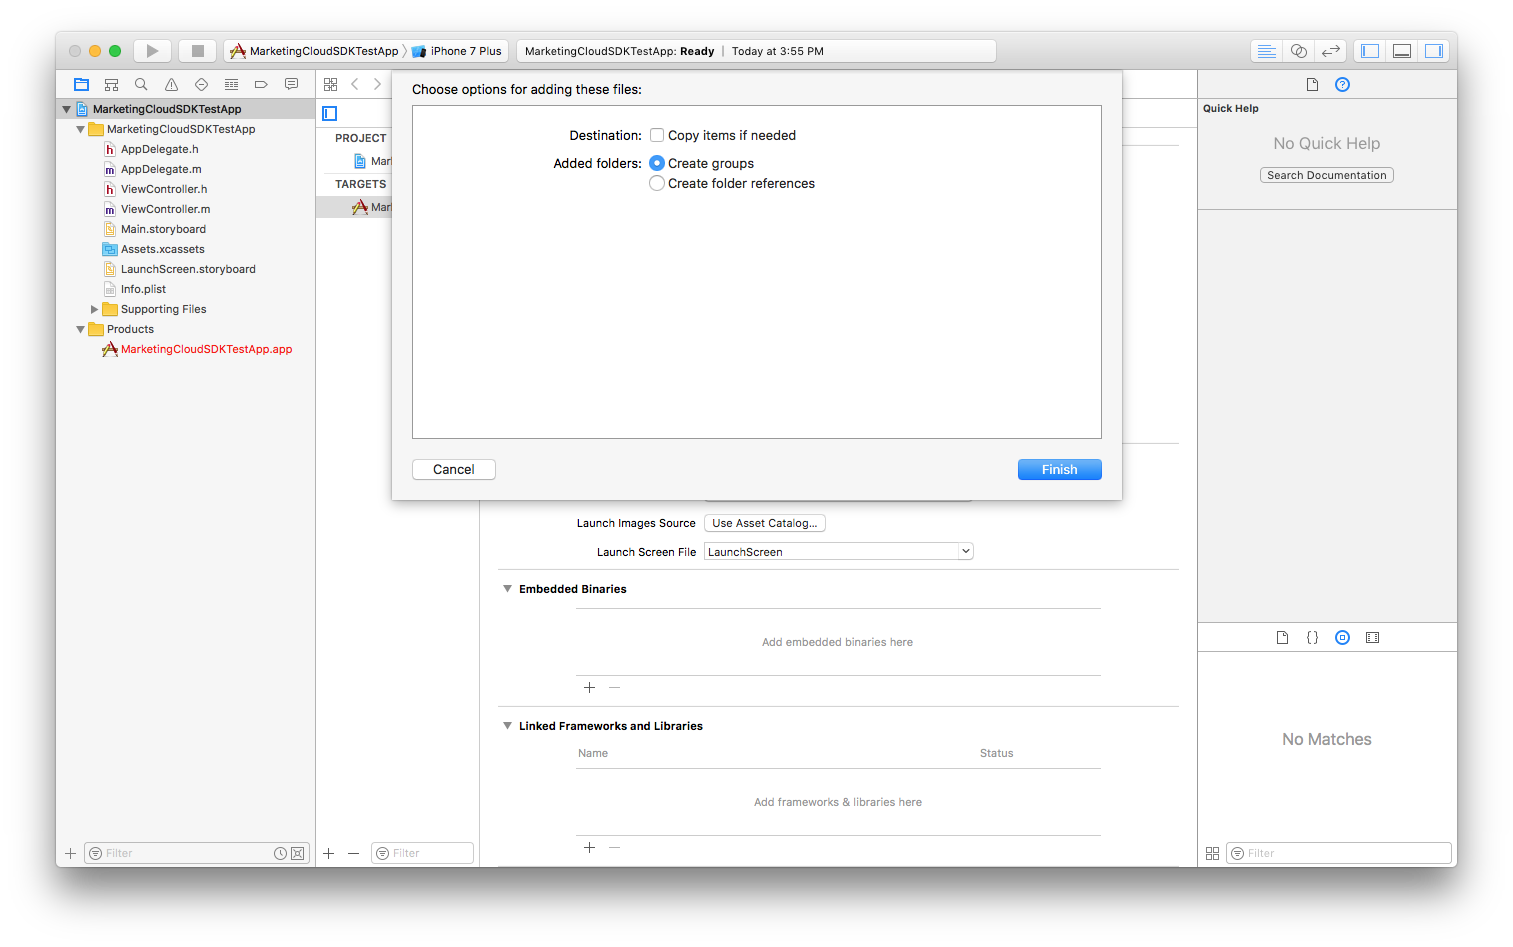 MarketingCloudSDKTestApp
iPhone 7 Plus
MarketingCloudSDKTestApp: Ready | Today at 3:55 PM
MarketingCloudSDKTestApp
MarketingCloudSDKTestApp
AppDelegate.h
AppDelegate.m
ViewController.h
ViewController.m
Main.storyboard
Assets.xcassets
LaunchScreen.storyboard
Info.plist
Supporting Files
Products
MarketingCloudSDKTestApp.app
Filter
PROJECT
Mar
TARGETS
Mar
Filter
Choose options for adding these files:
Destination: Copy items if needed
Added folders: Create groups
Create folder references
Cancel
Finish
Launch Images Source Use Asset Catalog...
Launch Screen File LaunchScreen
Embedded Binaries
Add embedded binaries here
Linked Frameworks and Libraries
Name Status
Add frameworks & libraries here
Quick Help
No Quick Help
Search Documentation
No Matches
Filter